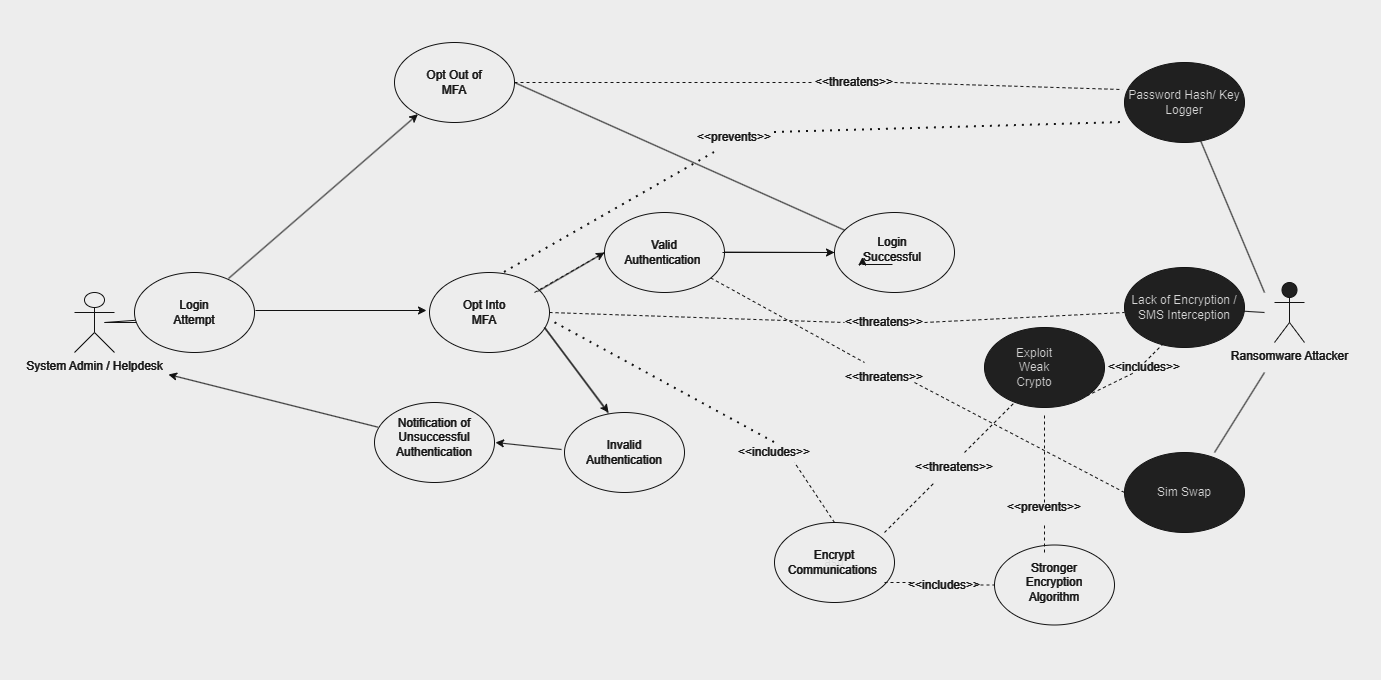 Opt Out of
MFA
<<threatens>>
Password Hash/ Key
Logger
<<prevents>>
Valid
Authentication
Login
Successful
Login
Attempt
Opt Into
MFA
<<threatens>>
Lack of Encryption /
SMS Interception
System Admin / Helpdesk
Ransomware Attacker
Exploit
Weak
Crypto
<<includes>>
<<threatens>>
Notification of
Unsuccessful
Authentication
Invalid
Authentication
<<includes>>
<<threatens>>
Sim Swap
<<prevents>>
Encrypt
Communications
<<includes>>
Stronger
Encryption
Algorithm